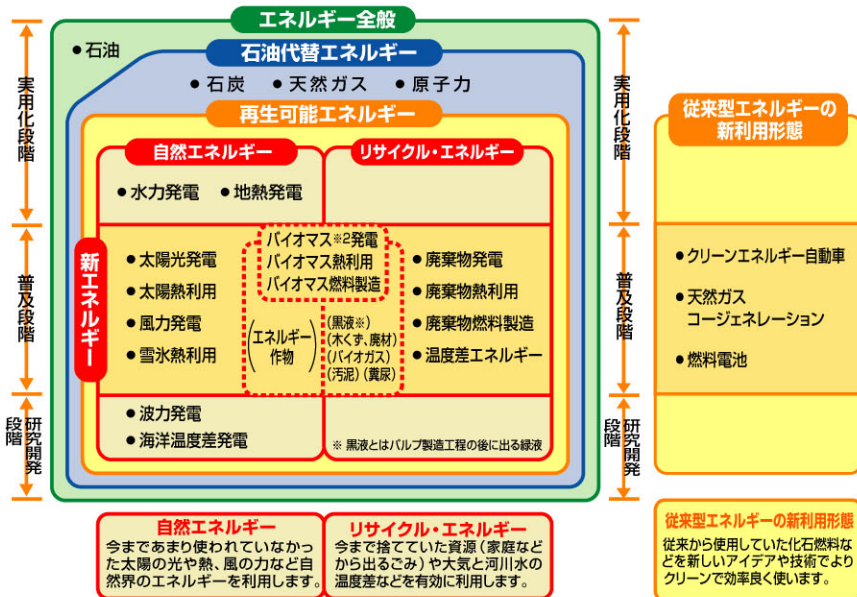 エネルギー全般
●石油
石油代替エネルギー
●石炭 ●天然ガス ●原子力
再生可能エネルギー
自然エネルギー
リサイクル・エネルギー
●水力発電 ●地熱発電
新エネルギー
●太陽光発電
●太陽熱利用
●風力発電
●雪氷熱利用
バイオマス※2発電
バイオマス熱利用
バイオマス燃料製造
(エネルギー
作物)
(黒液※)
(木くず、廃材)
(バイオガス)
(汚泥)(糞尿)
●廃棄物発電
●廃棄物熱利用
●廃棄物燃料製造
●温度差エネルギー
●波力発電
●海洋温度差発電
※ 黒液とはパルプ製造工程の後に出る緑液
実用化段階
普及段階
研究開発
段階
実用化段階
普及段階
研究開発
段階
従来型エネルギーの
新利用形態
●クリーンエネルギー自動車
●天然ガス
コージェネレーション
●燃料電池
自然エネルギー
今まであまり使われていなかっ
た太陽の光や熱、風の力など自
然界のエネルギーを利用します。
リサイクル・エネルギー
今まで捨てていた資源(家庭など
から出るごみ)や大気と河川水の
温度差などを有効に利用します。
従来型エネルギーの新利用形態
従来から使用していた化石燃料な
どを新しいアイデアや技術でより
クリーンで効率良く使います。